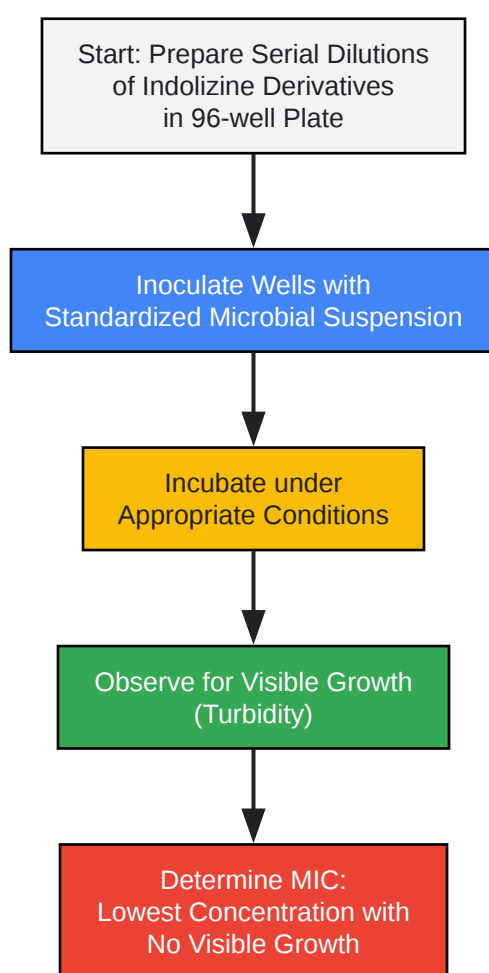 Start: Prepare Serial Dilutions
of Indolizine Derivatives
in 96-well Plate
Inoculate Wells with
Standardized Microbial Suspension
Incubate under
Appropriate Conditions
Observe for Visible Growth
(Turbidity)
Determine MIC:
Lowest Concentration with
No Visible Growth